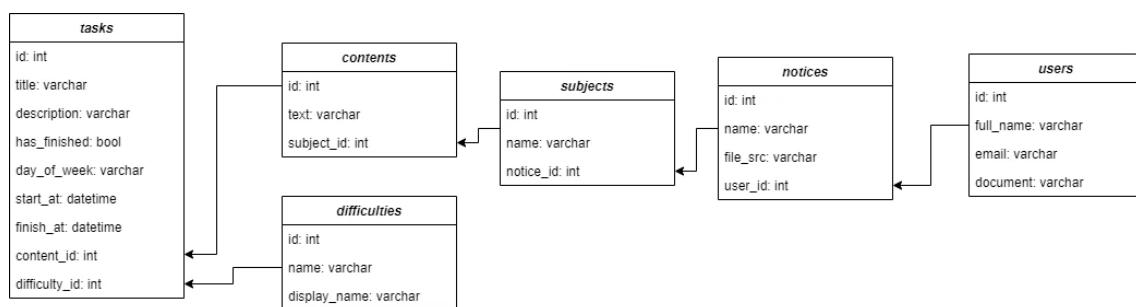 tasks
id: int
title: varchar
description: varchar
has_finished: bool
day_of_week: varchar
start_at: datetime
finish_at: datetime
content_id: int
difficulty_id: int
contents
id: int
text: varchar
subject_id: int
difficulties
id: int
name: varchar
display_name: varchar
subjects
id: int
name: varchar
notice_id: int
notices
id: int
name: varchar
file_src: varchar
user_id: int
users
id: int
full_name: varchar
email: varchar
document: varchar